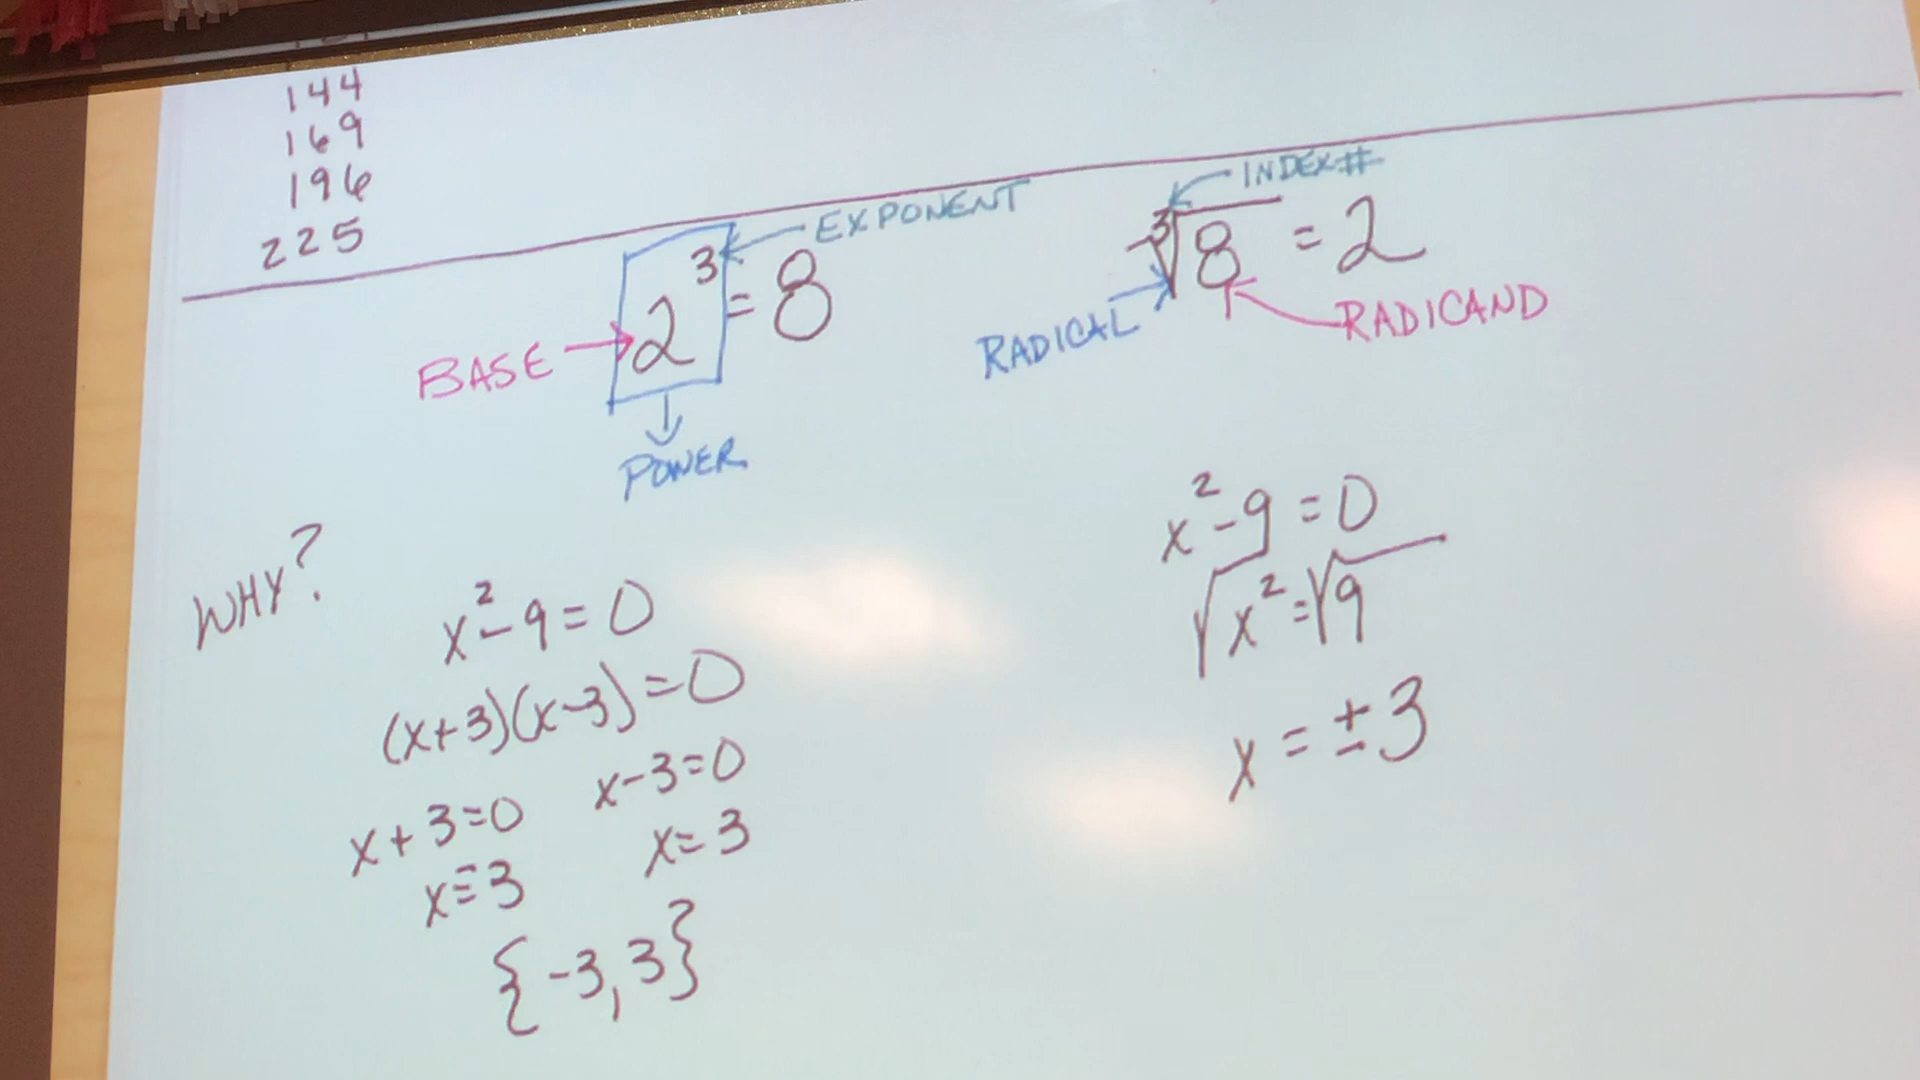 144
169
196
225
2³ = 8
EXPONENT
BASE
POWER
INDEX #
³√8 = 2
RADICAL
RADICAND
WHY?
x² - 9 = 0
(x+3)(x-3) = 0
x + 3 = 0
x - 3 = 0
x = -3
x = 3
{-3, 3}
x² - 9 = 0
√x² = √9
x = ± 3